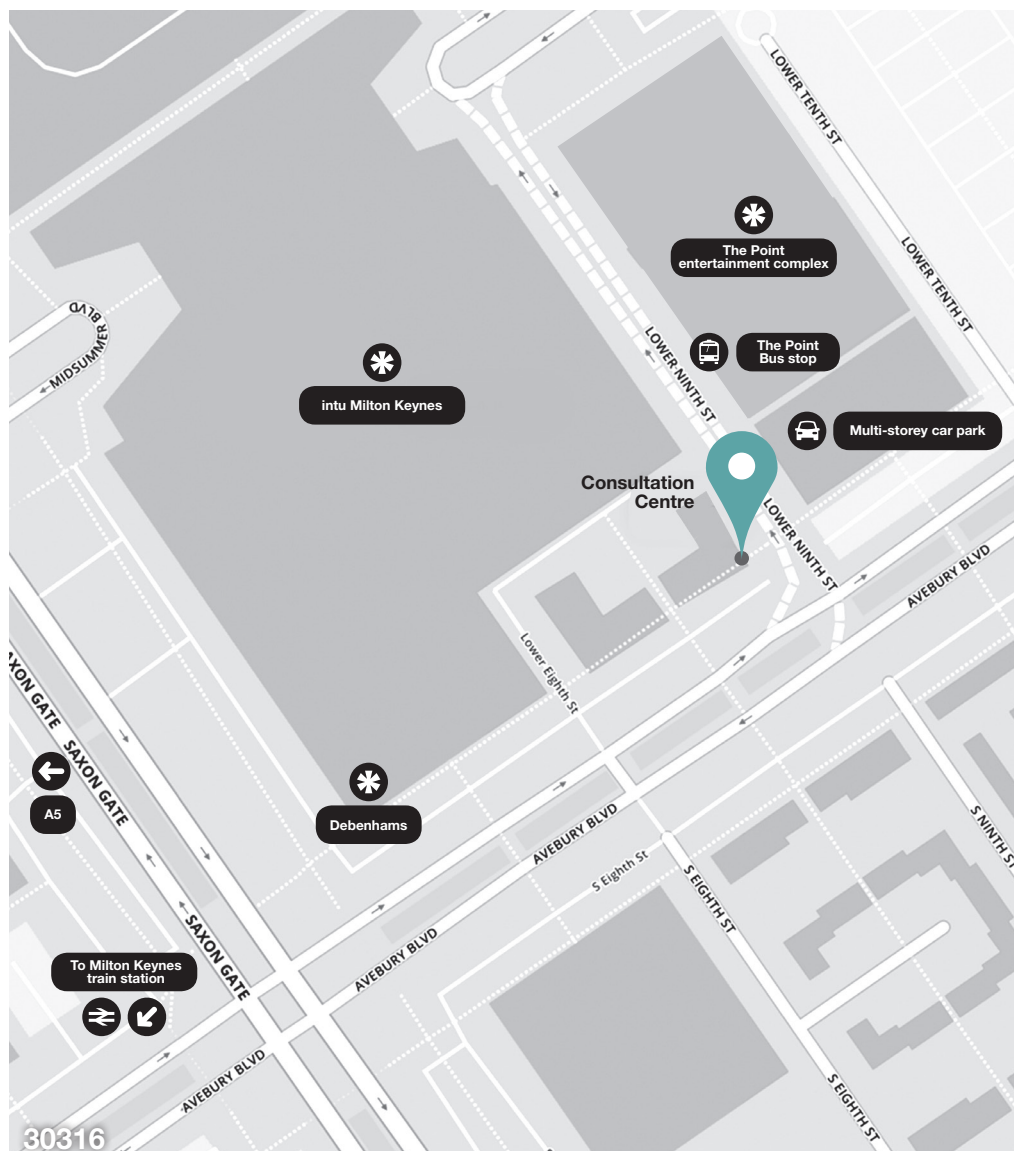 LOWER TENTH ST
The Point
entertainment complex
LOWER TENTH ST
MIDSUMMER BLVD
LOWER NINTH ST
The Point
Bus stop
intu Milton Keynes
Multi-storey car park
Consultation
Centre
LOWER NINTH ST
AVEBURY BLVD
Lower Eighth St
AXON GATE
SAXON GATE
A5
Debenhams
AVEBURY BLVD
S NINTH ST
S Eighth St
S EIGHTH ST
SAXON GATE
AVEBURY BLVD
To Milton Keynes
train station
AVEBURY BLVD
S EIGHTH ST
30316